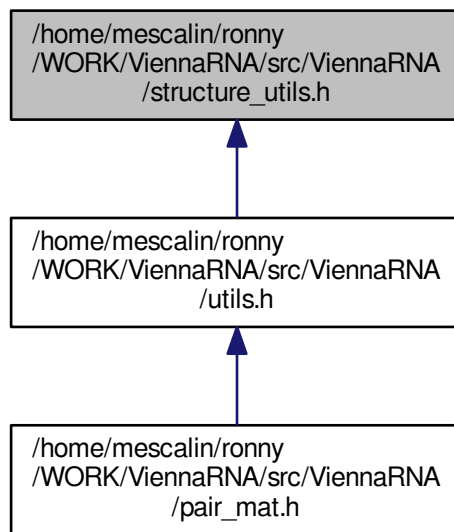 /home/mescalin/ronny
/WORK/ViennaRNA/src/ViennaRNA
/structure_utils.h
/home/mescalin/ronny
/WORK/ViennaRNA/src/ViennaRNA
/utils.h
/home/mescalin/ronny
/WORK/ViennaRNA/src/ViennaRNA
/pair_mat.h